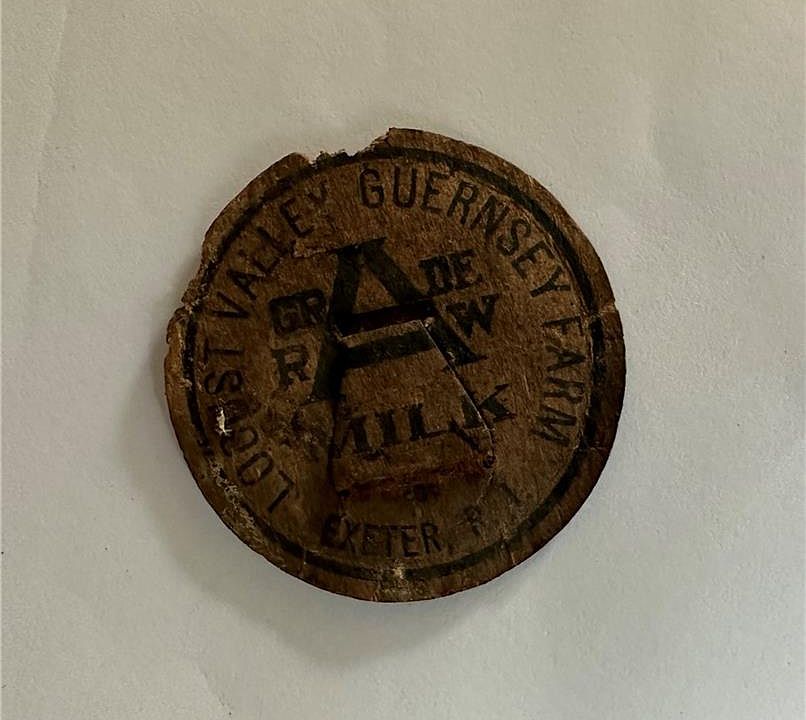 LOCUST VALLEY GUERNSEY FARM
GRADE
A
RAW
MILK
EXETER, R.I.